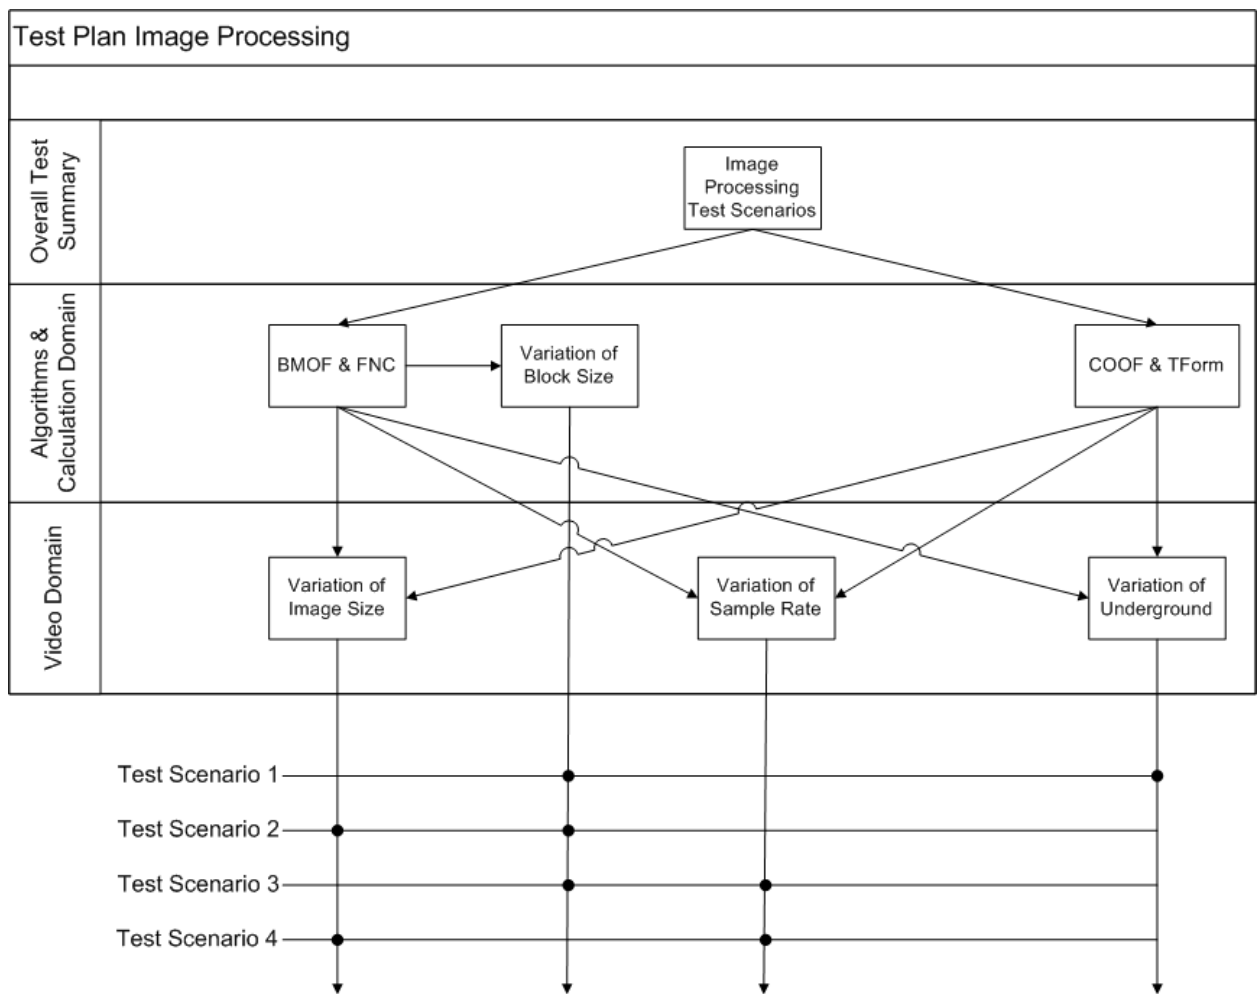 Test Plan Image Processing
Overall Test
Summary
Image
Processing
Test Scenarios
Algorithms &
Calculation Domain
BMOF & FNC
Variation of
Block Size
COOF & TForm
Video Domain
Variation of
Image Size
Variation of
Sample Rate
Variation of
Underground
Test Scenario 1
Test Scenario 2
Test Scenario 3
Test Scenario 4